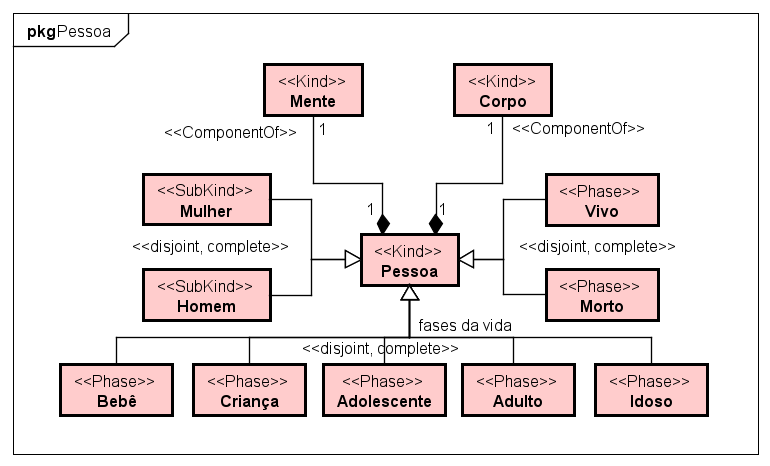 pkgPessoa
<<Kind>>
Mente
<<Kind>>
Corpo
<<ComponentOf>>
1
1
<<ComponentOf>>
<<SubKind>>
Mulher
<<Phase>>
Vivo
1
1
<<disjoint, complete>>
<<Kind>>
Pessoa
<<disjoint, complete>>
<<SubKind>>
Homem
<<Phase>>
Morto
fases da vida
<<disjoint, complete>>
<<Phase>>
Bebê
<<Phase>>
Criança
<<Phase>>
Adolescente
<<Phase>>
Adulto
<<Phase>>
Idoso